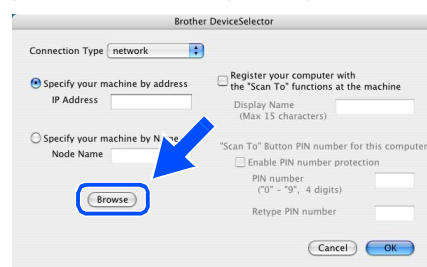 Brother DeviceSelector
Connection Type network
Specify your machine by address
IP Address
Specify your machine by Name
Node Name
Browse
Register your computer with
the "Scan To" functions at the machine
Display Name
(Max 15 characters)
"Scan To" Button PIN number for this computer
Enable PIN number protection
PIN number
("0" - "9", 4 digits)
Retype PIN number
Cancel OK